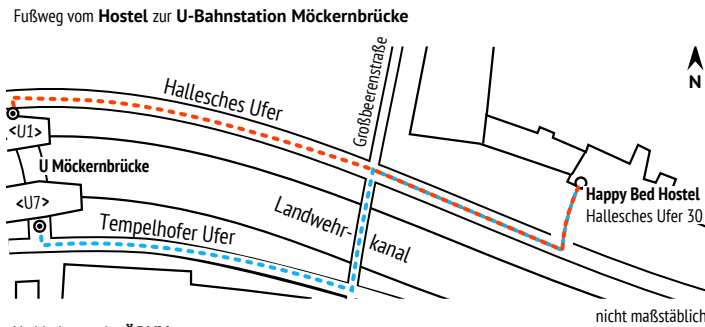 Fußweg vom Hostel zur U-Bahnstation Möckernbrücke
Hallesches Ufer
Großbeerenstraße
N
<U1>
U Möckernbrücke
<U7>
Tempelhofer Ufer
Landwehr-
kanal
Happy Bed Hostel
Hallesches Ufer 30
nicht maßstäblich